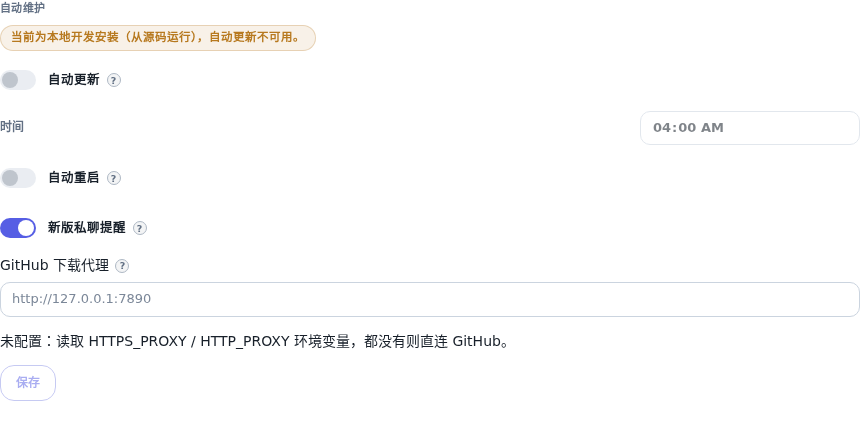 自动维护
当前为本地开发安装（从源码运行），自动更新不可用。
自动更新 ?
时间
04:00 AM
自动重启 ?
新版私聊提醒 ?
GitHub 下载代理 ?
http://127.0.0.1:7890
未配置：读取 HTTPS_PROXY / HTTP_PROXY 环境变量，都没有则直连 GitHub。
保存